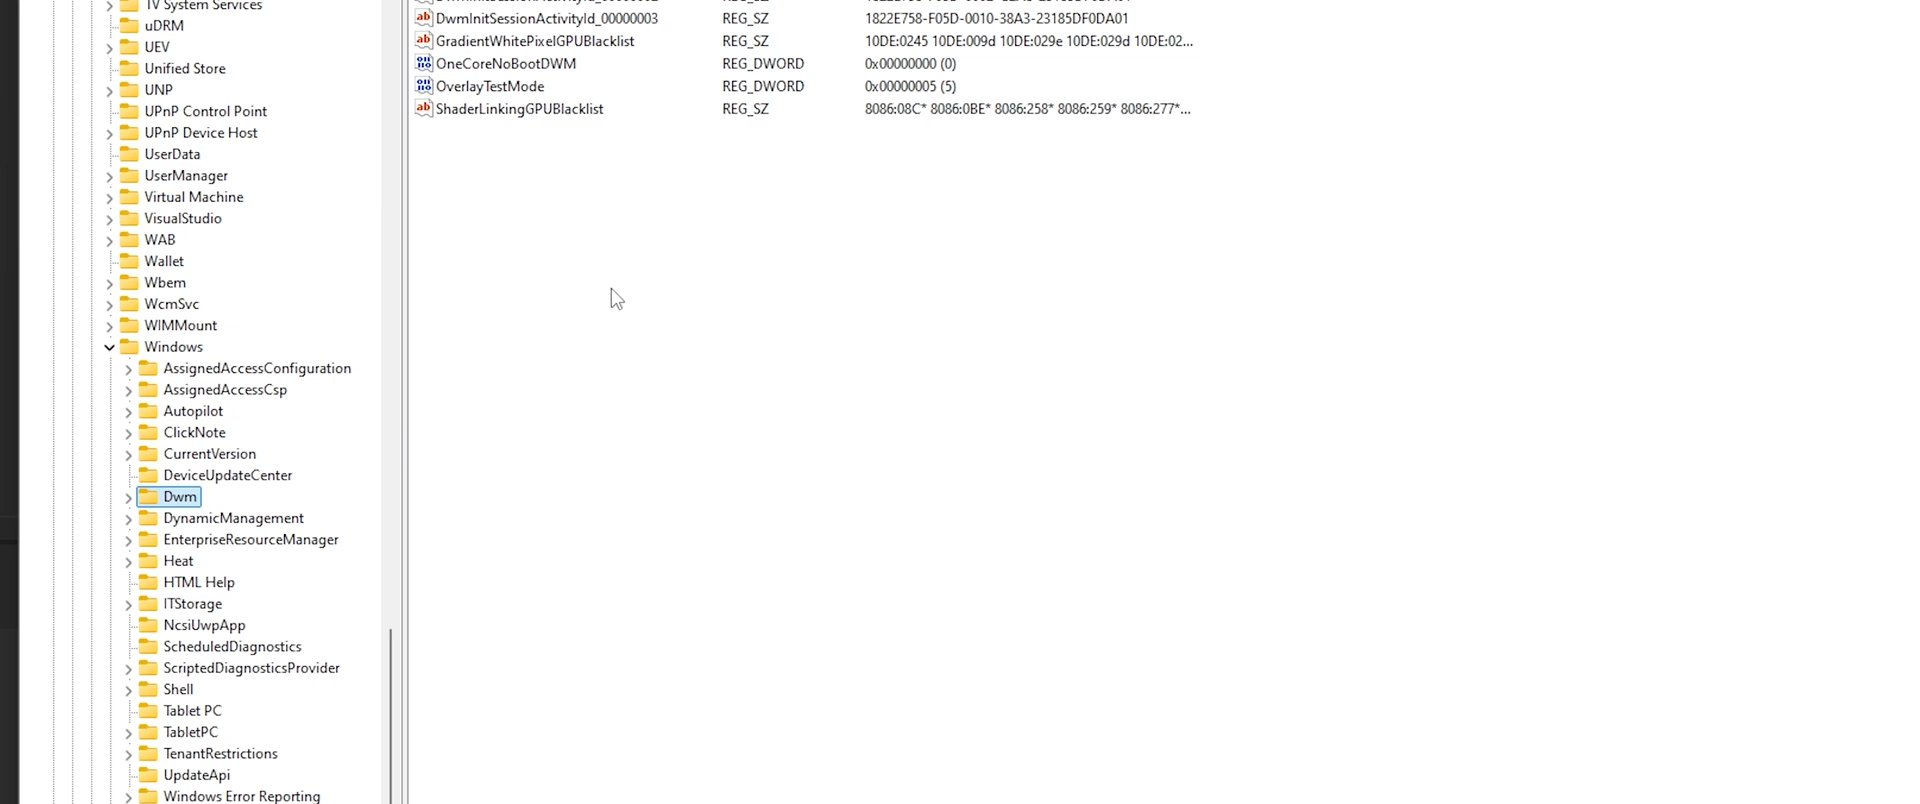 TV System Services
uDRM
UEV
Unified Store
UNP
UPnP Control Point
UPnP Device Host
UserData
UserManager
Virtual Machine
VisualStudio
WAB
Wallet
Wbem
WcmSvc
WIMMount
Windows
AssignedAccessConfiguration
AssignedAccessCsp
Autopilot
ClickNote
CurrentVersion
DeviceUpdateCenter
Dwm
DynamicManagement
EnterpriseResourceManager
Heat
HTML Help
ITStorage
NcsiUwpApp
ScheduledDiagnostics
ScriptedDiagnosticsProvider
Shell
Tablet PC
TabletPC
TenantRestrictions
UpdateApi
Windows Error Reporting
DwmInitSessionActivityId_00000003 REG_SZ 1822E758-F05D-0010-38A3-23185DF0DA01
GradientWhitePixelGPUBlacklist REG_SZ 10DE:0245 10DE:009d 10DE:029e 10DE:029d 10DE:02...
OneCoreNoBootDWM REG_DWORD 0x00000000 (0)
OverlayTestMode REG_DWORD 0x00000005 (5)
ShaderLinkingGPUBlacklist REG_SZ 8086:08C* 8086:0BE* 8086:258* 8086:259* 8086:277*...